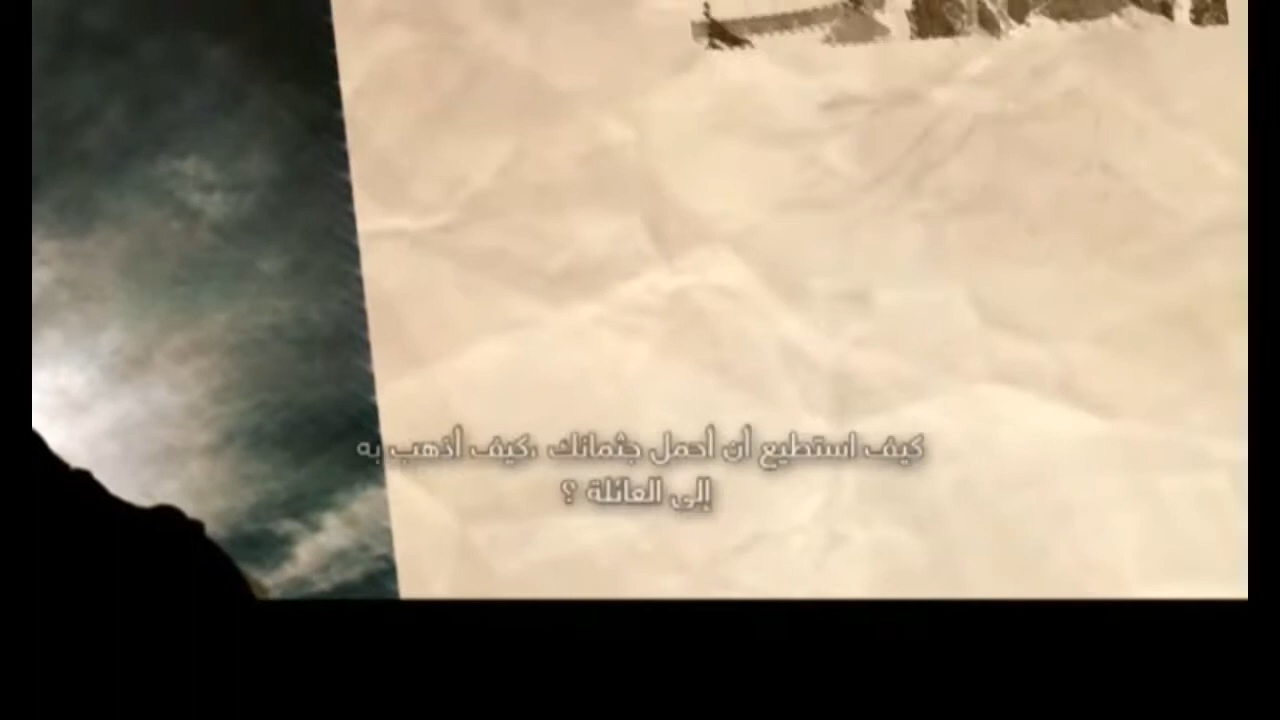 كيف استطيع أن أحمل جثمانك ،كيف أذهب به
إلى العائلة ؟